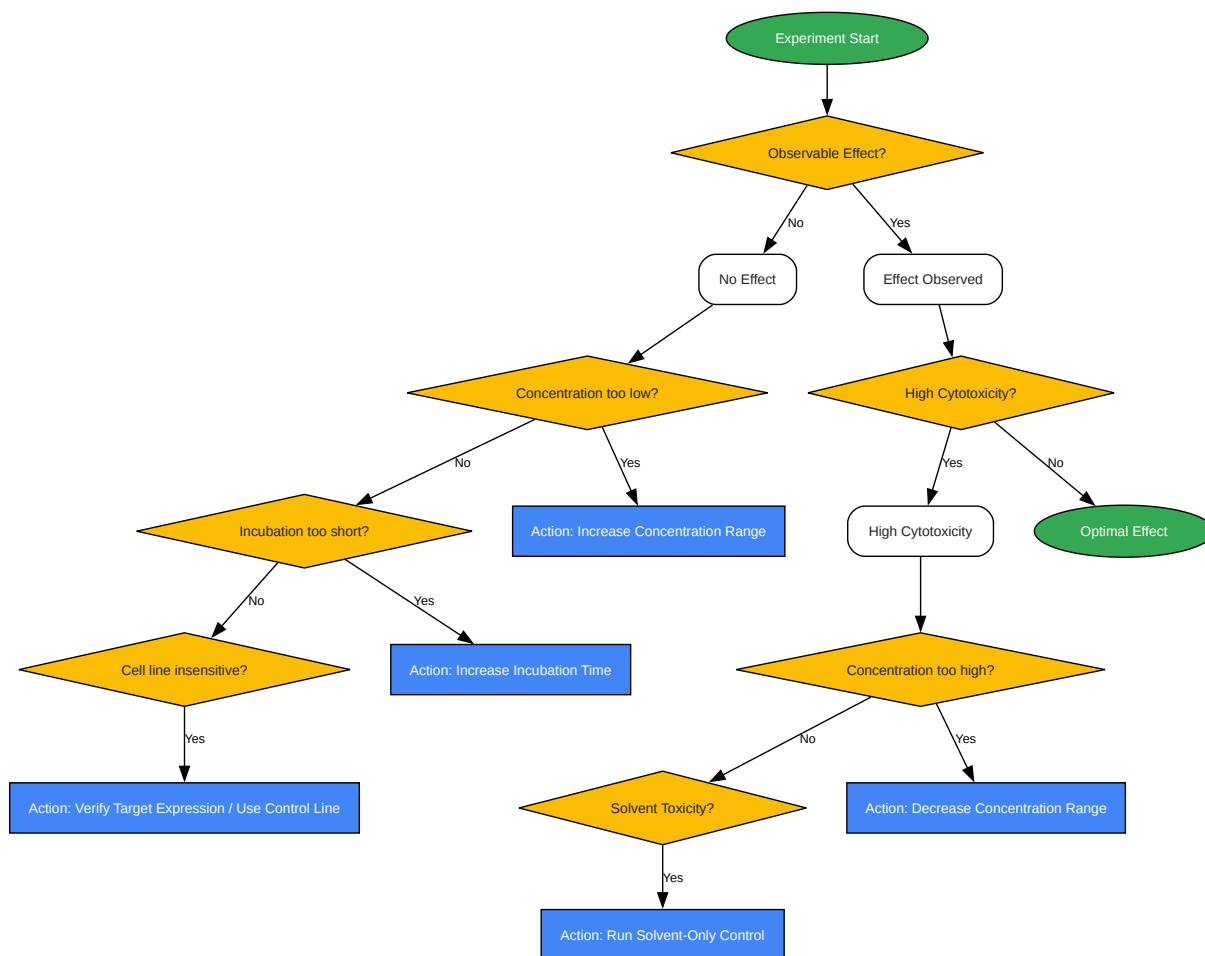 Experiment Start
Observable Effect?
No
Yes
No Effect
Effect Observed
Concentration too low?
High Cytotoxicity?
No
Yes
Yes
No
Incubation too short?
Action: Increase Concentration Range
High Cytotoxicity
Optimal Effect
No
Yes
Cell line insensitive?
Action: Increase Incubation Time
Concentration too high?
Yes
No
Yes
Action: Verify Target Expression / Use Control Line
Solvent Toxicity?
Action: Decrease Concentration Range
Yes
Action: Run Solvent-Only Control